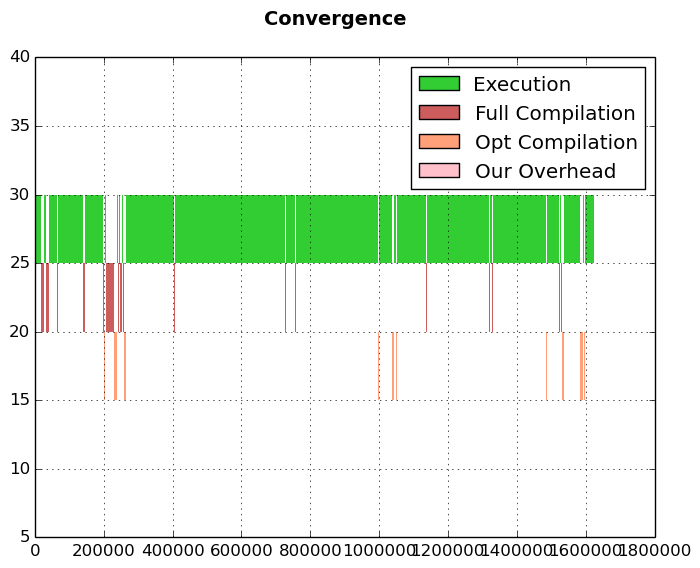 Convergence
40
35
30
25
20
15
10
5
Execution
Full Compilation
Opt Compilation
Our Overhead
0 200000 400000 600000 800000 1000000 1200000 1400000 1600000 1800000